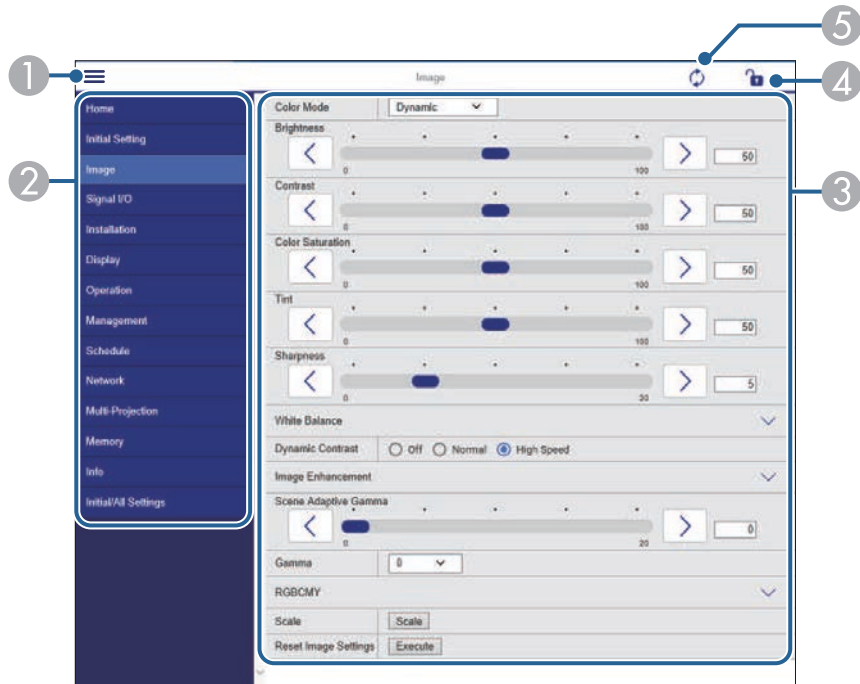 5
1
Image
4
Home
Initial Setting
Image
2
Signal I/O
Installation
Display
Operation
Management
Schedule
Network
Multi-Projection
Memory
Info
Initial/All Settings
Color Mode Dynamic
Brightness
50
0 100
3
Contrast
50
0 100
Color Saturation
50
0 100
Tint
50
0 100
Sharpness
5
0 20
White Balance
Dynamic Contrast Off Normal High Speed
Image Enhancement
Scene Adaptive Gamma
0
0 20
Gamma 0
RGBCMY
Scale Scale
Reset Image Settings Execute